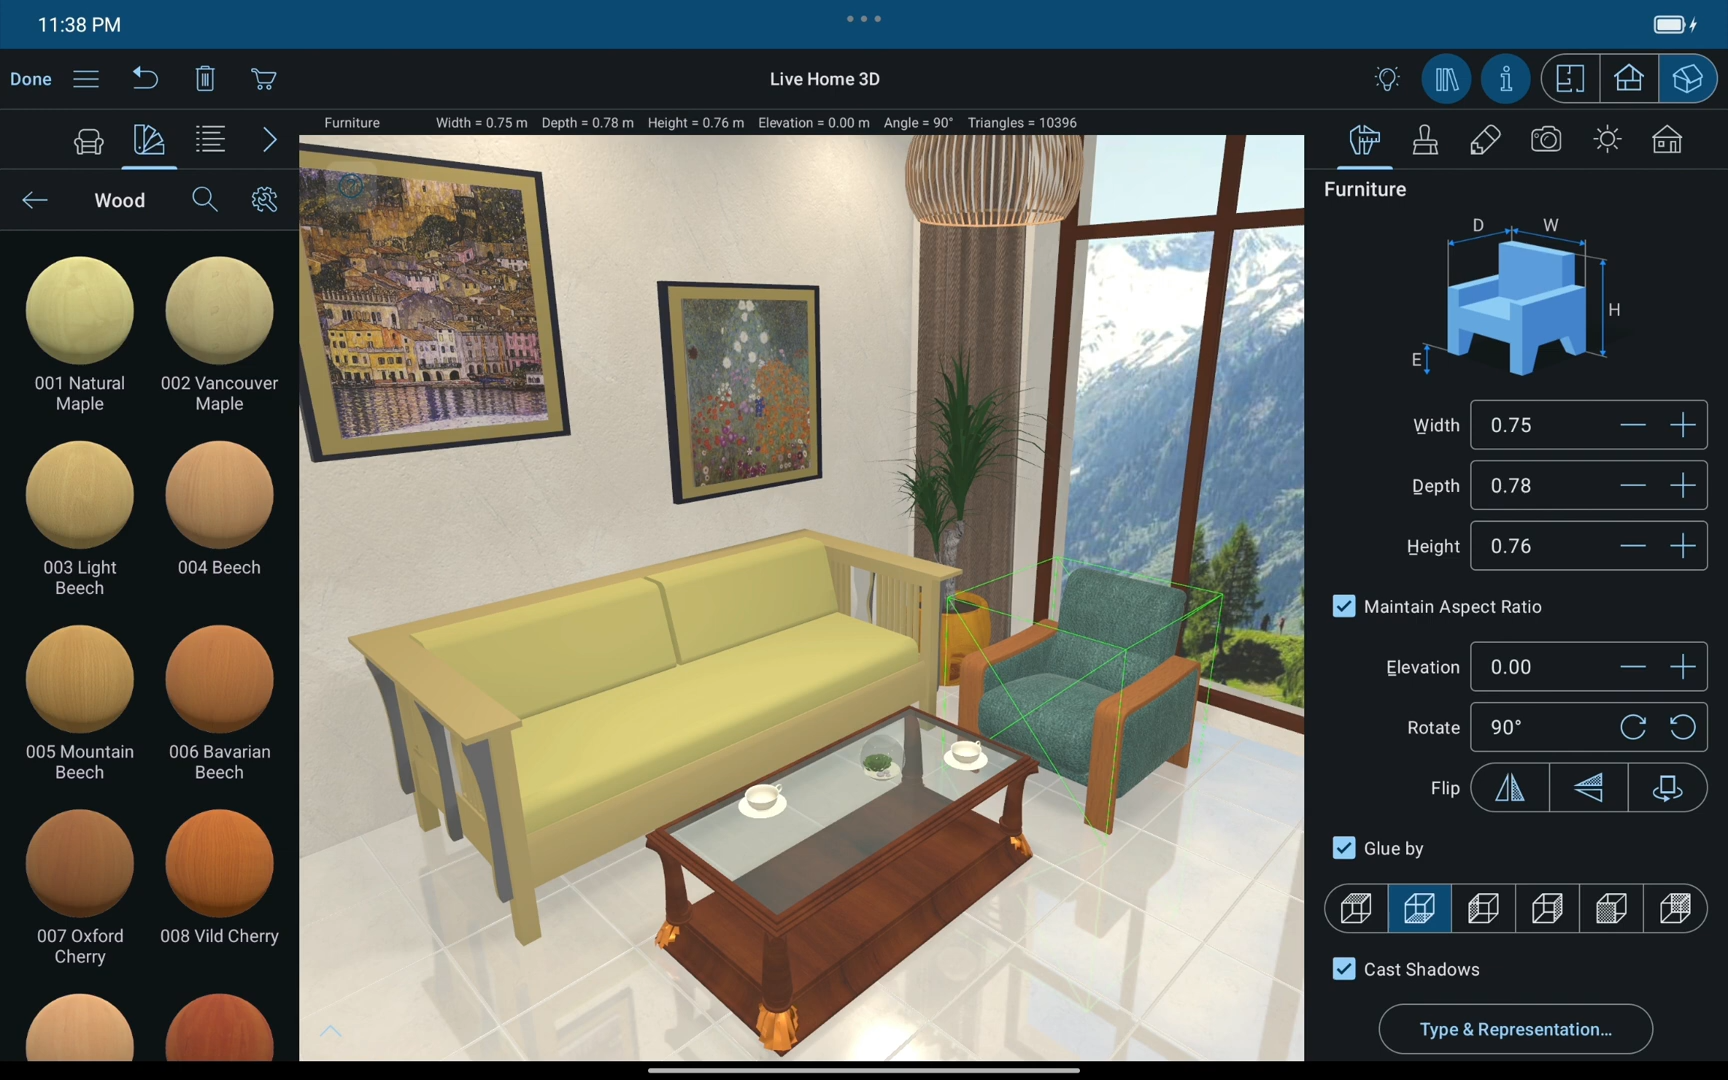 11:38 PM
Done
Live Home 3D
Furniture Width = 0.75 m Depth = 0.78 m Height = 0.76 m Elevation = 0.00 m Angle = 90° Triangles = 10396
Wood
001 Natural
Maple
002 Vancouver
Maple
003 Light
Beech
004 Beech
005 Mountain
Beech
006 Bavarian
Beech
007 Oxford
Cherry
008 Vild Cherry
Furniture
D
W
H
E
Width 0.75
Depth 0.78
Height 0.76
Maintain Aspect Ratio
Elevation 0.00
Rotate 90°
Flip
Glue by
Cast Shadows
Type & Representation...